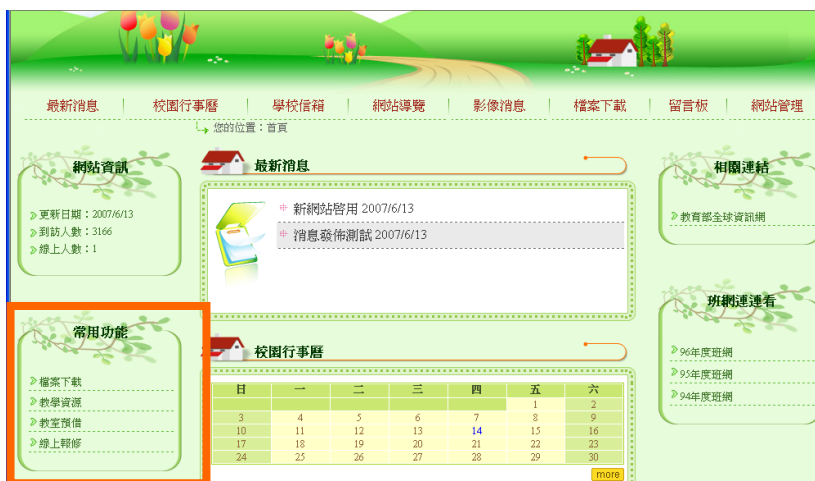 最新消息 校園行事曆 學校信箱 網站導覽 影像消息 檔案下載 留言板 網站管理
您的位置：首頁
網站資訊
更新日期：2007/6/13
到訪人數：3166
線上人數：1
常用功能
檔案下載
教學資源
教室預借
線上報修
最新消息
新網站啓用 2007/6/13
消息發佈測試 2007/6/13
校園行事曆
日 一 二 三 四 五 六
1 2
3 4 5 6 7 8 9
10 11 12 13 14 15 16
17 18 19 20 21 22 23
24 25 26 27 28 29 30
more
相關連結
教育部全球資訊網
班網連連看
96年度班網
95年度班網
94年度班網